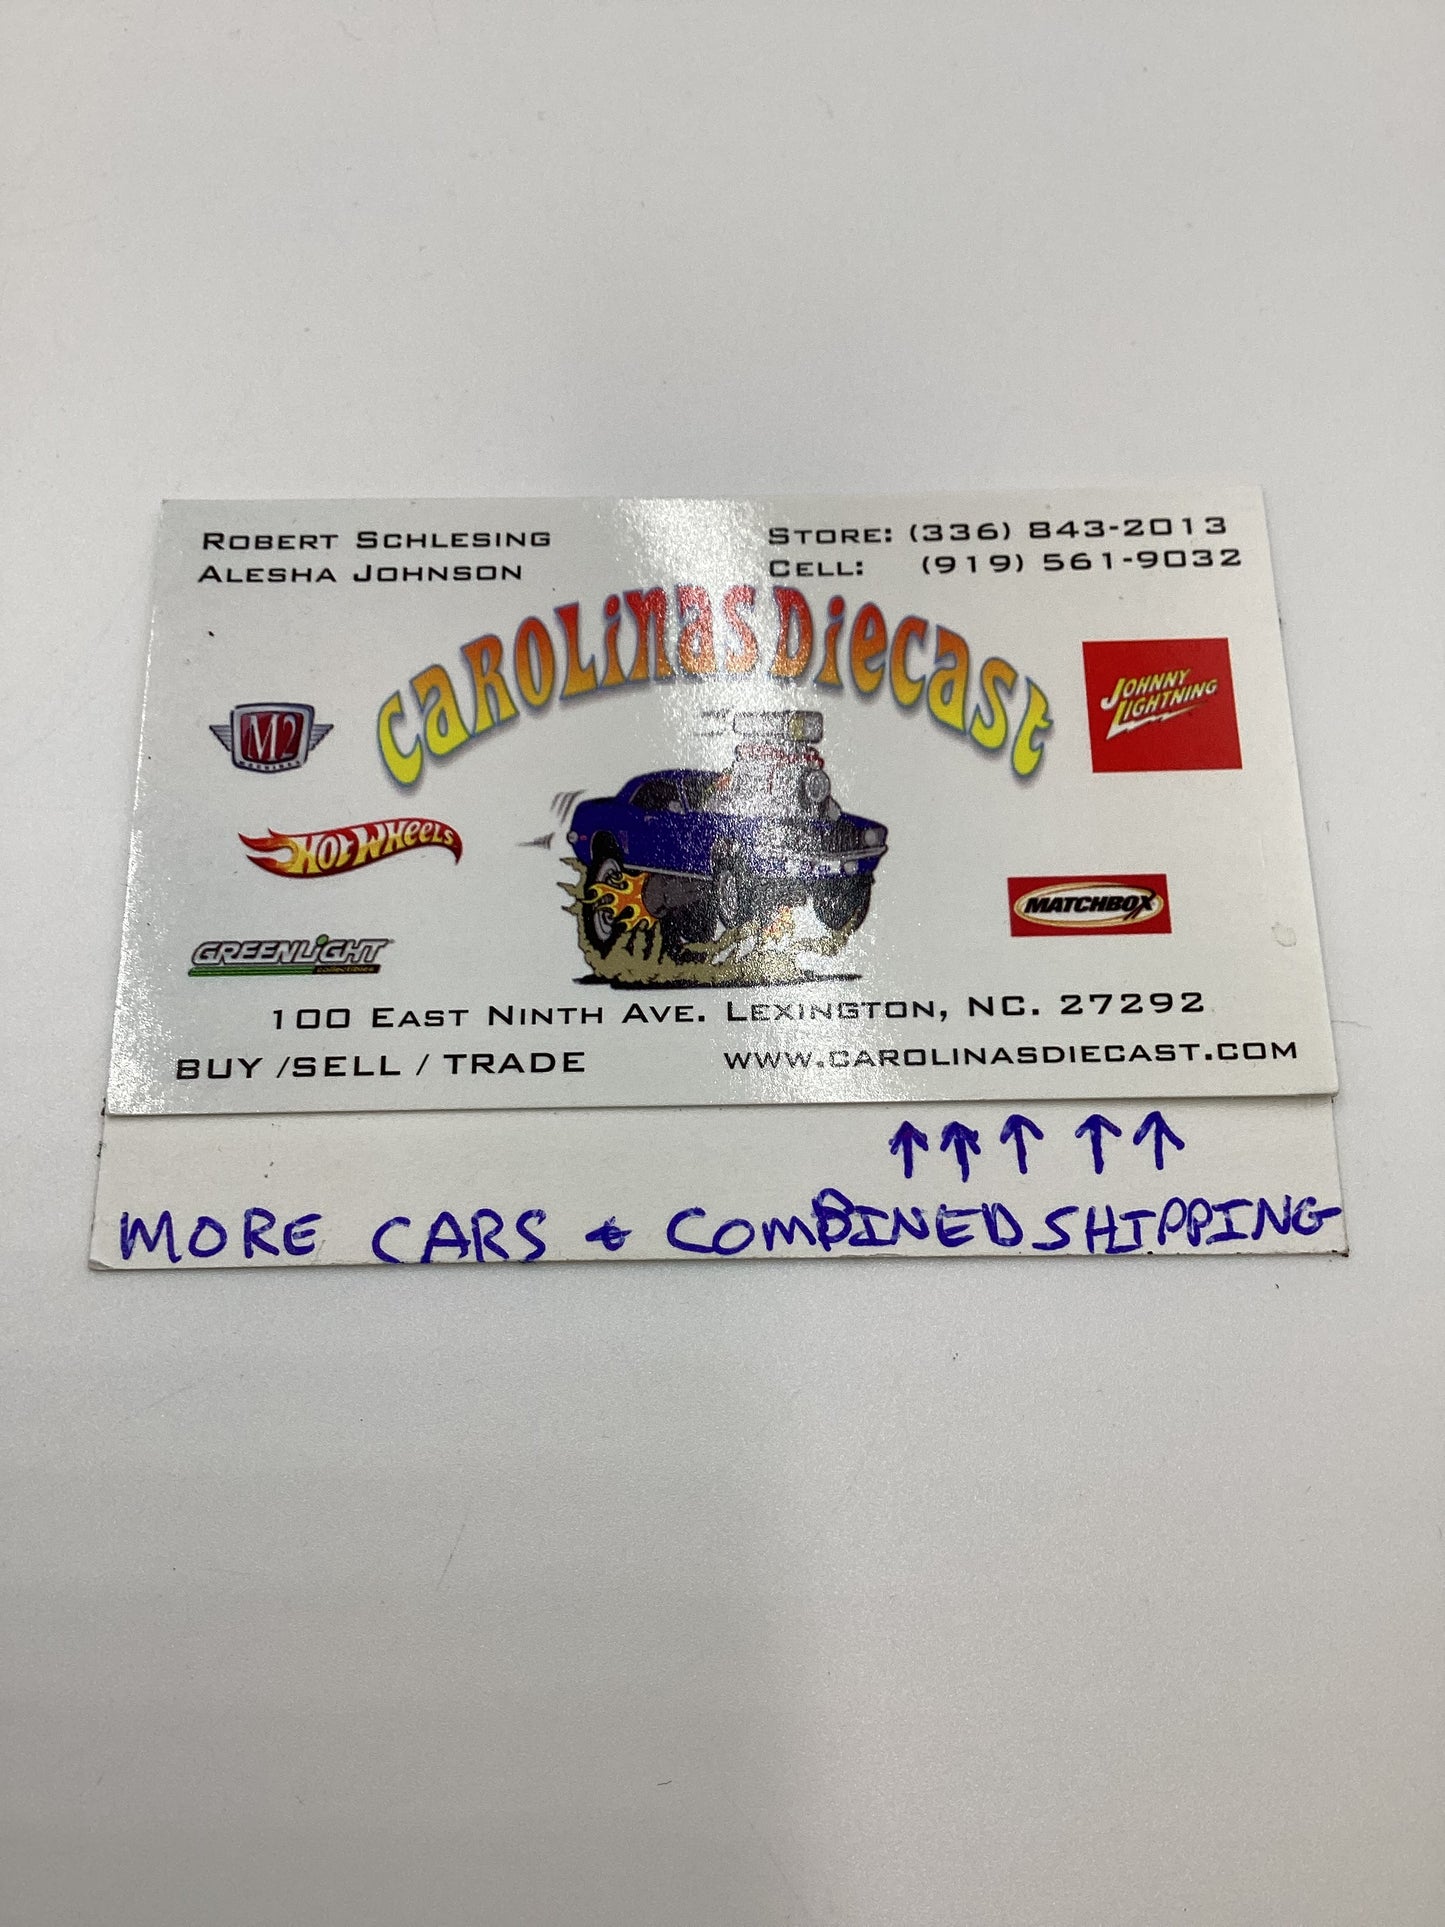 ROBERT SCHLESING
ALESHA JOHNSON
STORE: (336) 843-2013
CELL: (919) 561-9032
CAROLINAS DIECAST
M2
MACHINES
JOHNNY
LIGHTNING
HOT WHEELS
MATCHBOX
GREENLIGHT
collectibles
100 EAST NINTH AVE. LEXINGTON, NC. 27292
BUY /SELL / TRADE
WWW.CAROLINASDIECAST.COM
↑ ↑ ↑ ↑ ↑
MORE CARS & COMBINED SHIPPING